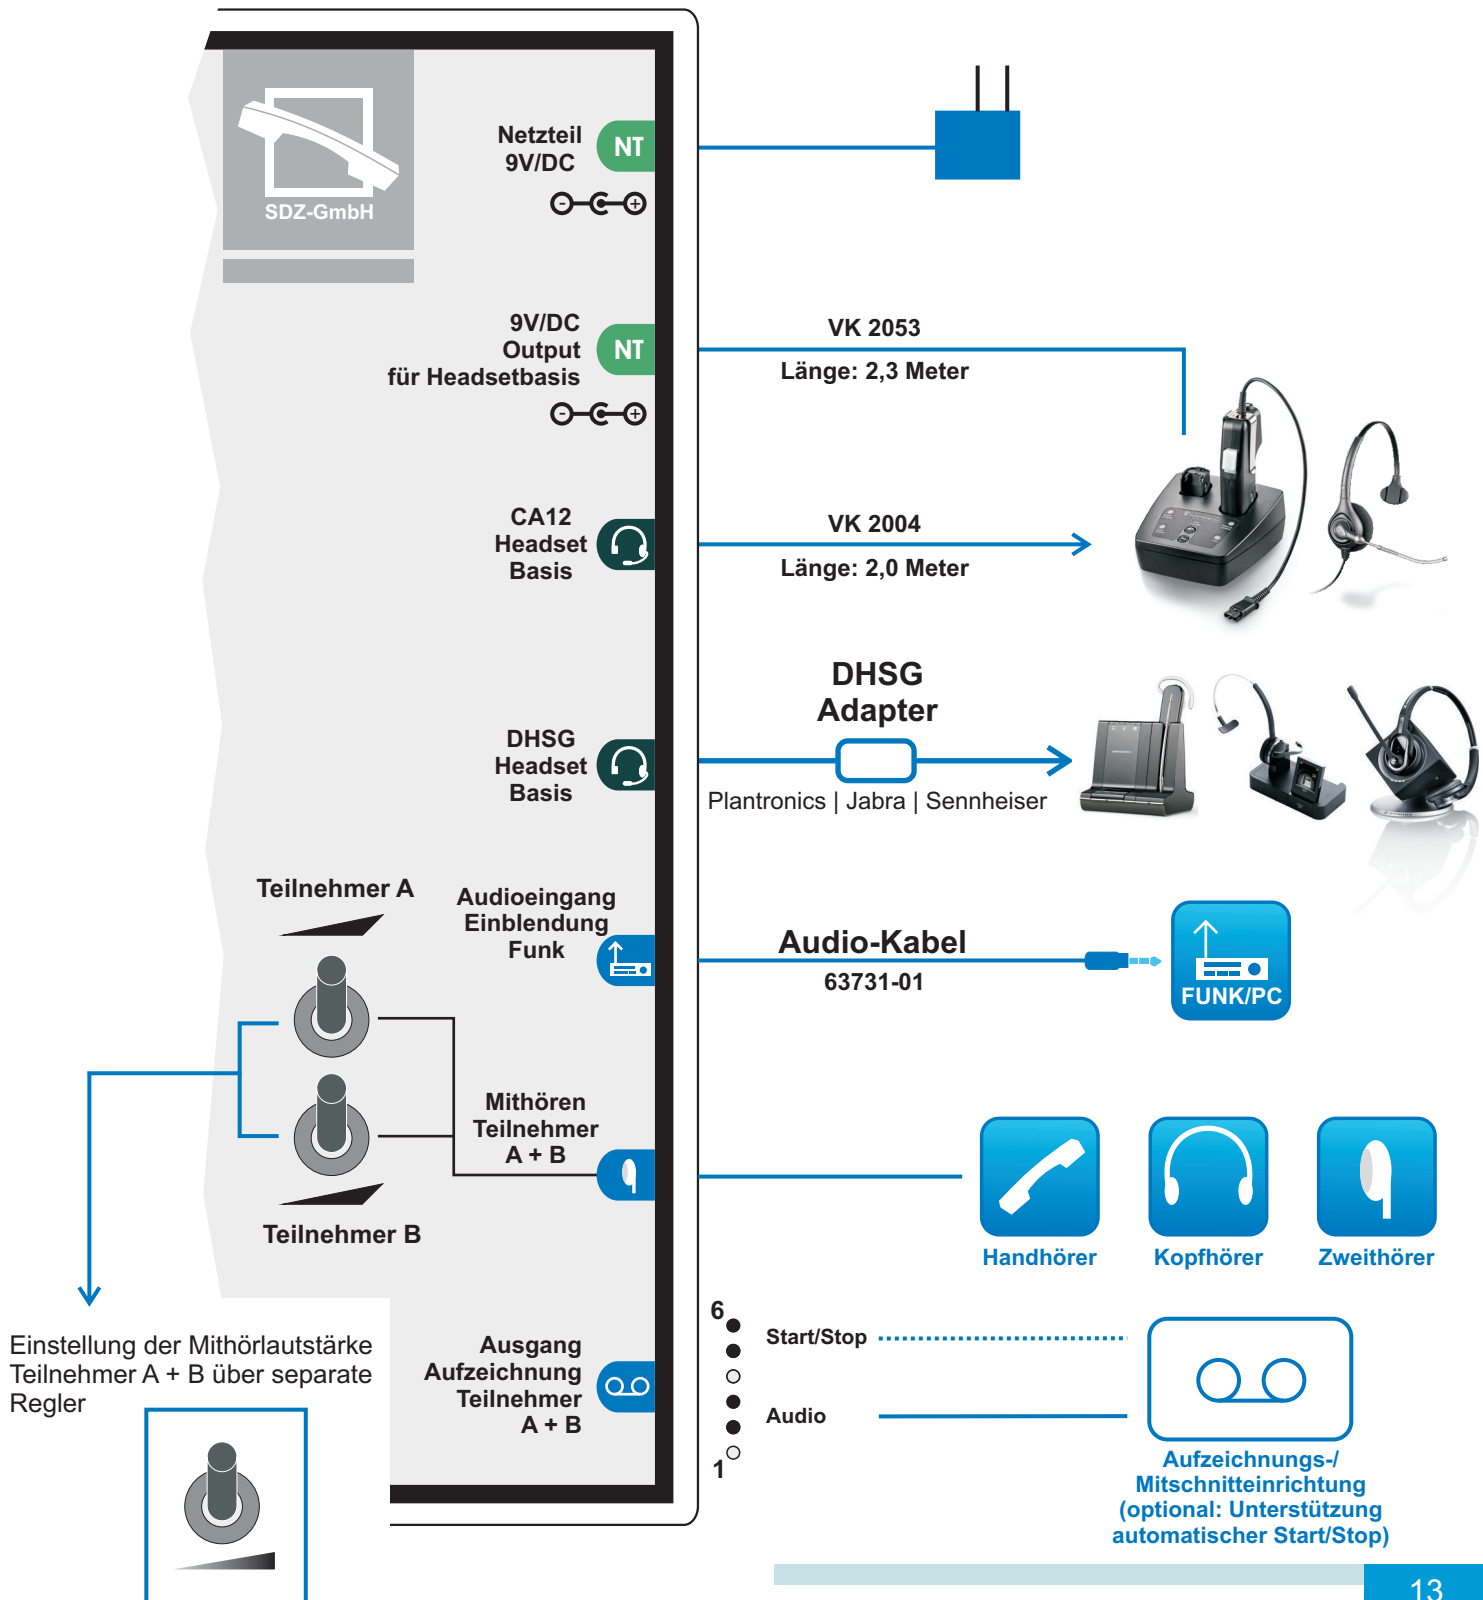 SDZ-GmbH
Netzteil
9V/DC
NT
9V/DC
Output
für Headsetbasis
NT
VK 2053
Länge: 2,3 Meter
CA12
Headset
Basis
VK 2004
Länge: 2,0 Meter
DHSG
Headset
Basis
DHSG
Adapter
Plantronics | Jabra | Sennheiser
Teilnehmer A
Audioeingang
Einblendung
Funk
Audio-Kabel
63731-01
FUNK/PC
Mithören
Teilnehmer
A + B
Teilnehmer B
Handhörer
Kopfhörer
Zweithörer
Einstellung der Mithörlautstärke
Teilnehmer A + B über separate
Regler
Ausgang
Aufzeichnung
Teilnehmer
A + B
6
Start/Stop
Audio
1
Aufzeichnungs-/
Mitschnitteinrichtung
(optional: Unterstützung
automatischer Start/Stop)
13